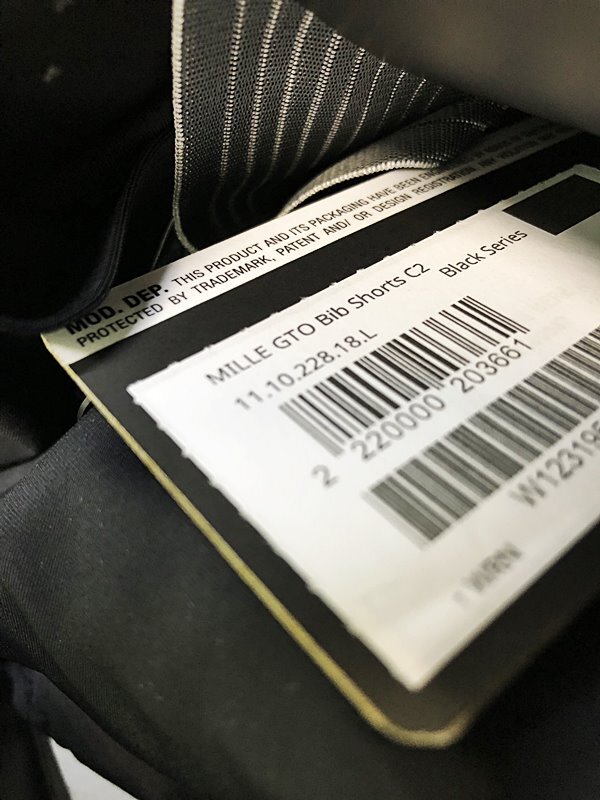 MOD. DEP. THIS PRODUCT AND ITS PACKAGING HAVE BEEN
PROTECTED BY TRADEMARK, PATENT AND/ OR DESIGN REGISTRATION ANY
MILLE GTO Bib Shorts C2
Black Series
11.10.228.18.L
2 220000 203661